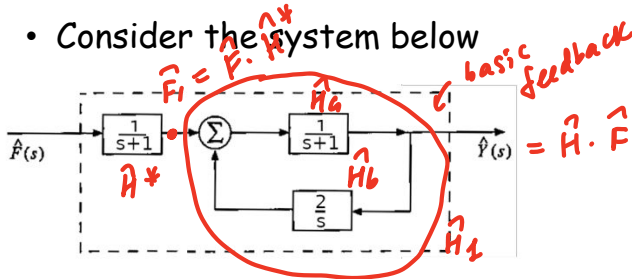 • Consider the system below
basic
feedback
F̂₁ = F̂ · Ĥ*
Ĥa
1/(s+1)
Σ
1/(s+1)
F̂(s)
Ŷ(s)
= Ĥ · F̂
Ĥ*
Ĥb
2/s
Ĥ1